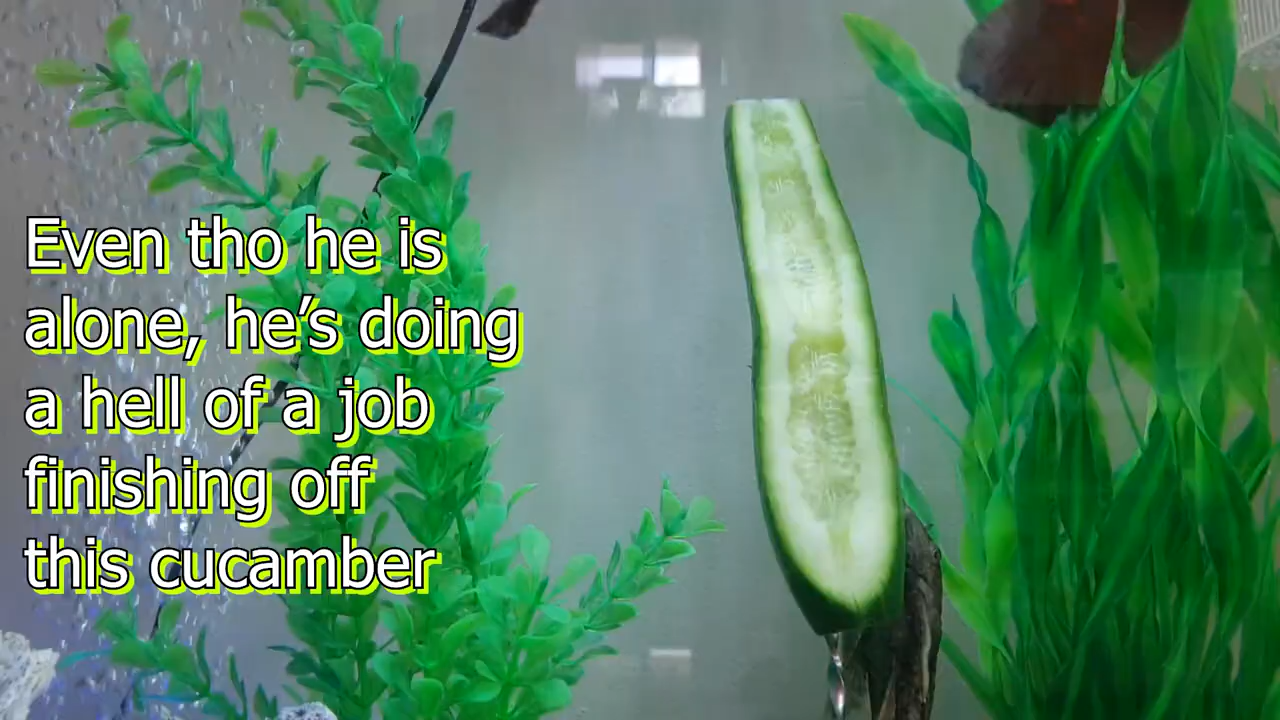 Even tho he is
alone, he’s doing
a hell of a job
finishing off
this cucamber